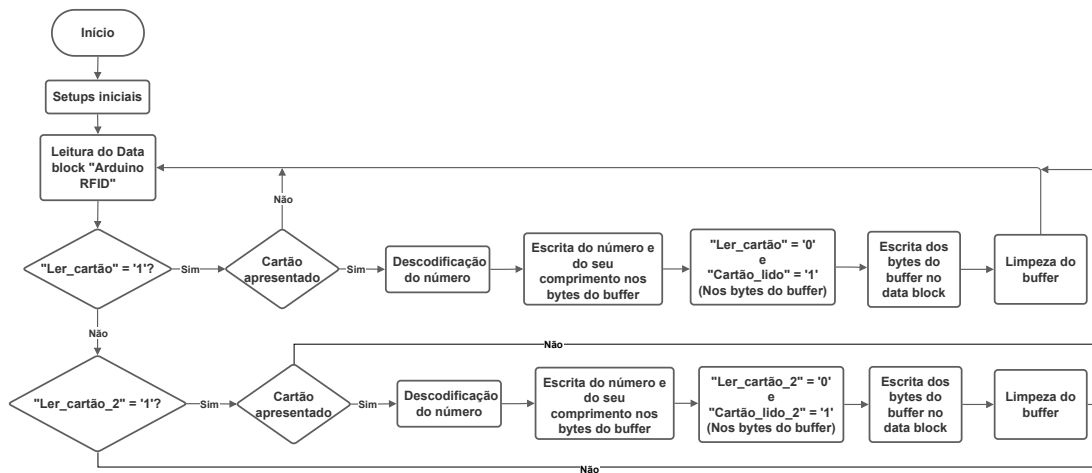 Início
Setups iniciais
Leitura do Data
block "Arduino
RFID"
Não
"Ler_cartão" = '1'?
Sim
Cartão
apresentado
Sim
Descodificação
do número
Escrita do número e
do seu
comprimento nos
bytes do buffer
"Ler_cartão" = '0'
e
"Cartão_lido" = '1'
(Nos bytes do buffer)
Escrita dos
bytes do
buffer no
data block
Limpeza do
buffer
Não
Não
"Ler_cartão_2" = '1'?
Sim
Cartão
apresentado
Sim
Descodificação
do número
Escrita do número e
do seu
comprimento nos
bytes do buffer
"Ler_cartão_2" = '0'
e
"Cartão_lido_2" = '1'
(Nos bytes do buffer)
Escrita dos
bytes do
buffer no
data block
Limpeza do
buffer
Não